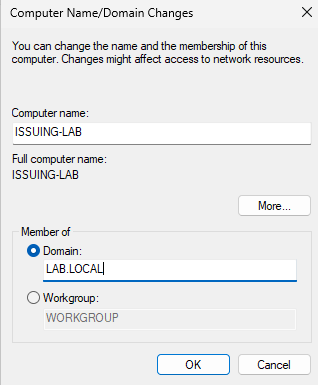 Computer Name/Domain Changes
You can change the name and the membership of this
computer. Changes might affect access to network resources.
Computer name:
ISSUING-LAB
Full computer name:
ISSUING-LAB
More...
Member of
Domain:
LAB.LOCAL
Workgroup:
WORKGROUP
OK
Cancel